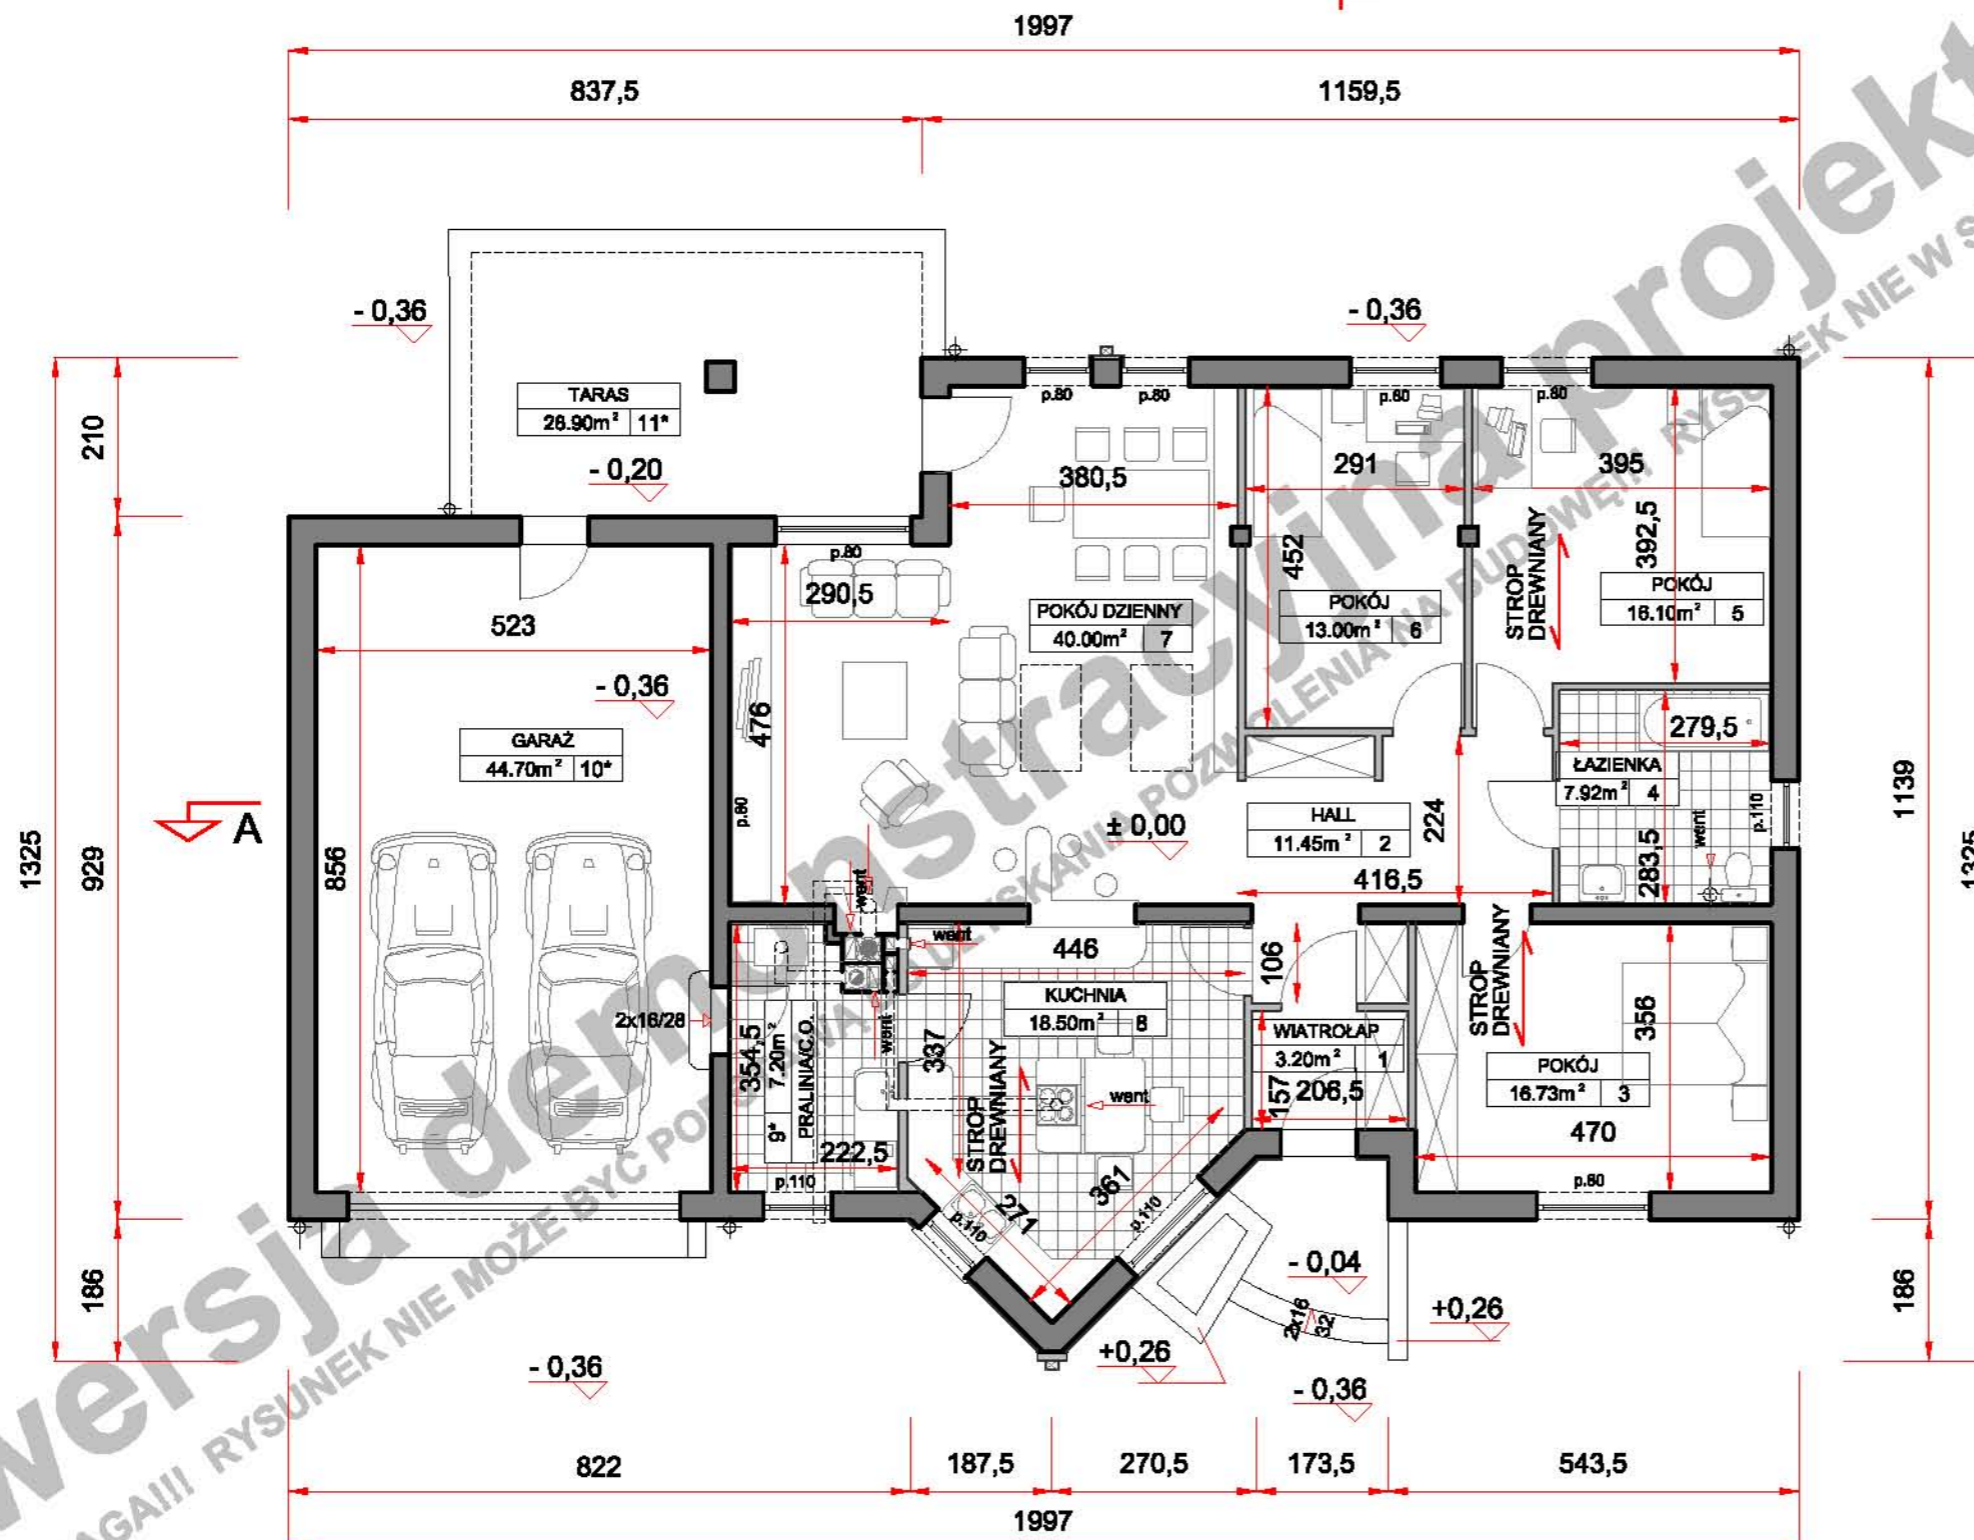 1997
837,5
1159,5
- 0,36
- 0,36
TARAS
26.90m² 11*
- 0,20
210
p.80
p.80
p.60
p.80
380,5
291
395
452
392,5
STROP
DREWNIANY
p.80
290,5
523
POKÓJ DZIENNY
40.00m² 7
POKÓJ
13.00m² 6
POKÓJ
16.10m² 5
- 0,36
476
GARAŻ
44.70m² 10*
279,5
ŁAZIENKA
7.92m² 4
p.110
went
283,5
1139
1325
1325
929
A
856
p.80
± 0,00
HALL
11.45m² 2
224
416,5
went
went
446
106
KUCHNIA
18.50m² 8
2x16/28
354,5
7.20m²
9*
PRALNIA/C.O.
went
337
STROP
DREWNIANY
went
WIATROŁAP
3.20m² 1
157
206,5
STROP
DREWNIANY
356
POKÓJ
16.73m² 3
470
p.80
222,5
p.110
271
p.110
361
p.110
186
186
- 0,04
2x16
32
+0,26
+0,26
- 0,36
- 0,36
822
187,5
270,5
173,5
543,5
1997
wersja demonstracyjna projekt
RYSUNEK NIE MOŻE BYĆ PODSTAWĄ DO UZYSKANIA POZWOLENIA NA BUDOWĘ!!! RYSUNEK NIE W S